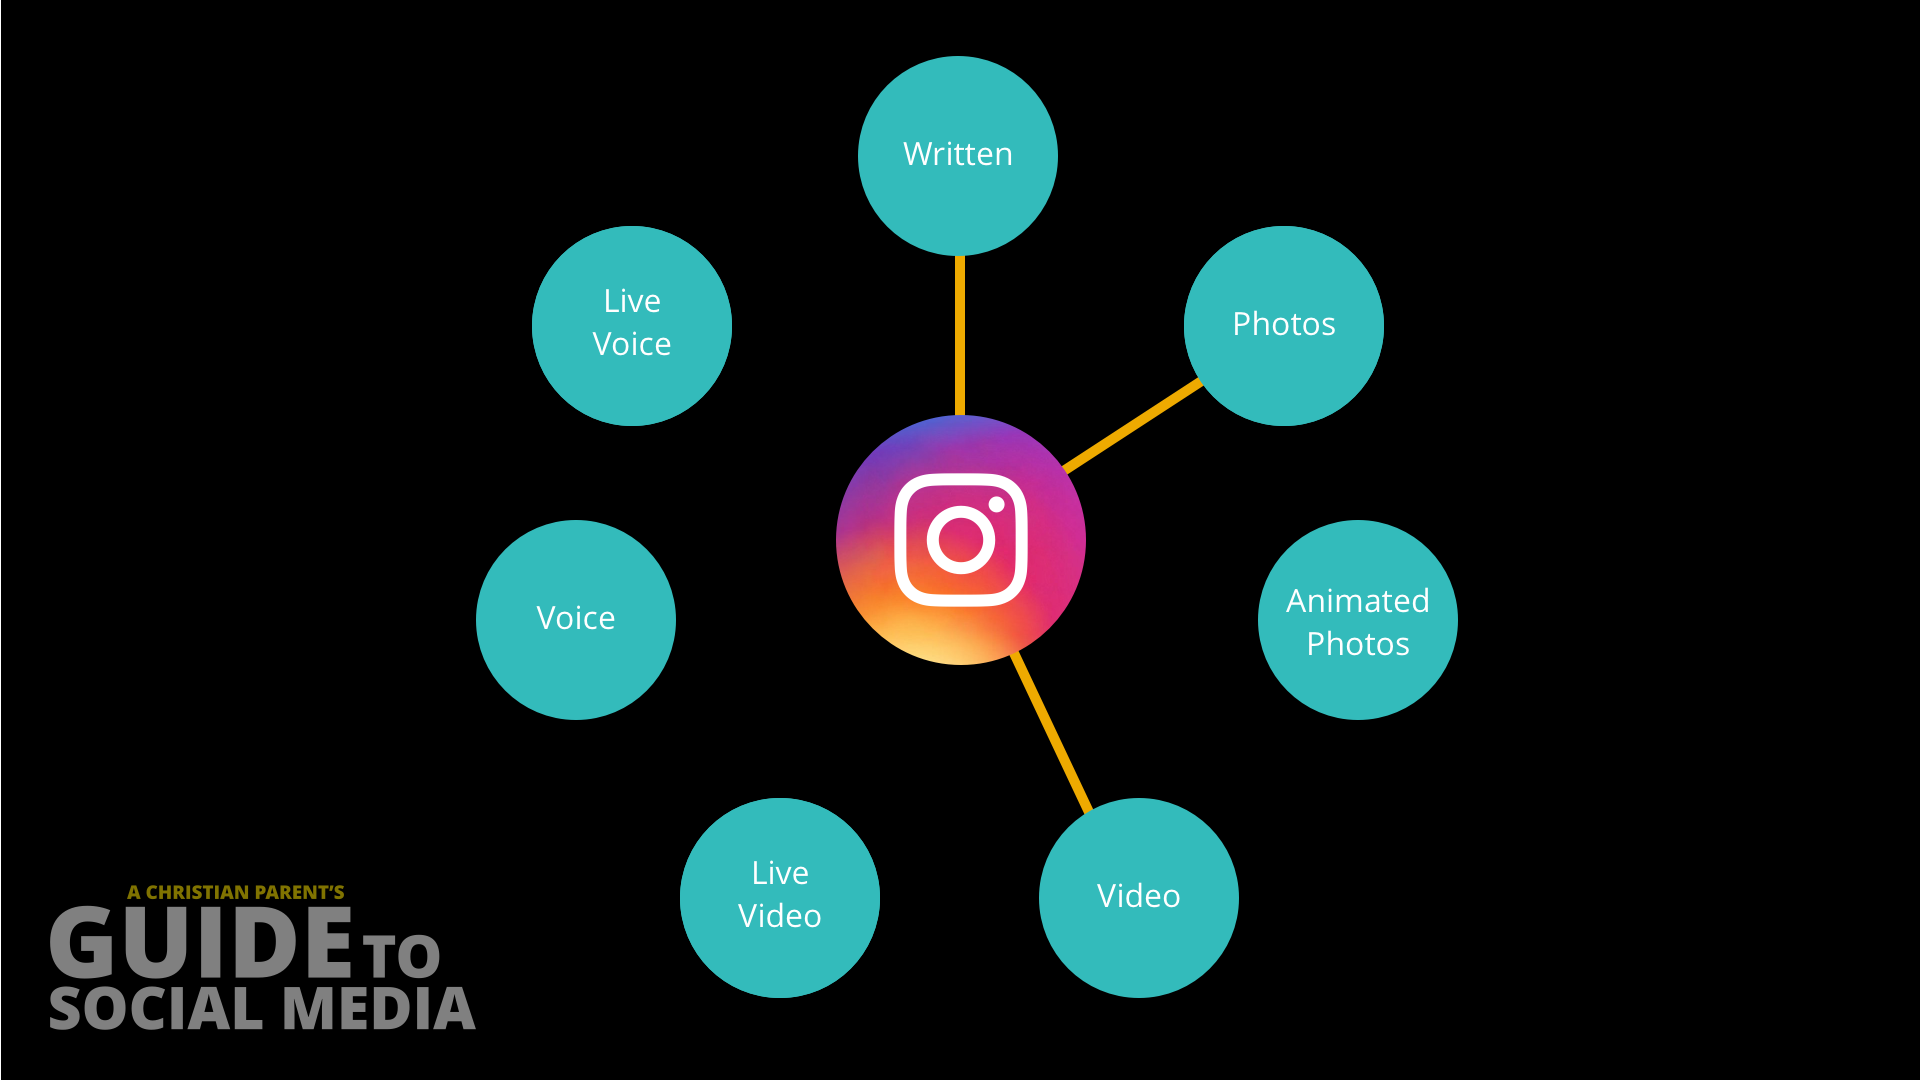 Written
Live
Voice
Photos
Voice
Animated
Photos
Live
Video
Video
A CHRISTIAN PARENT’S
GUIDE TO
SOCIAL MEDIA